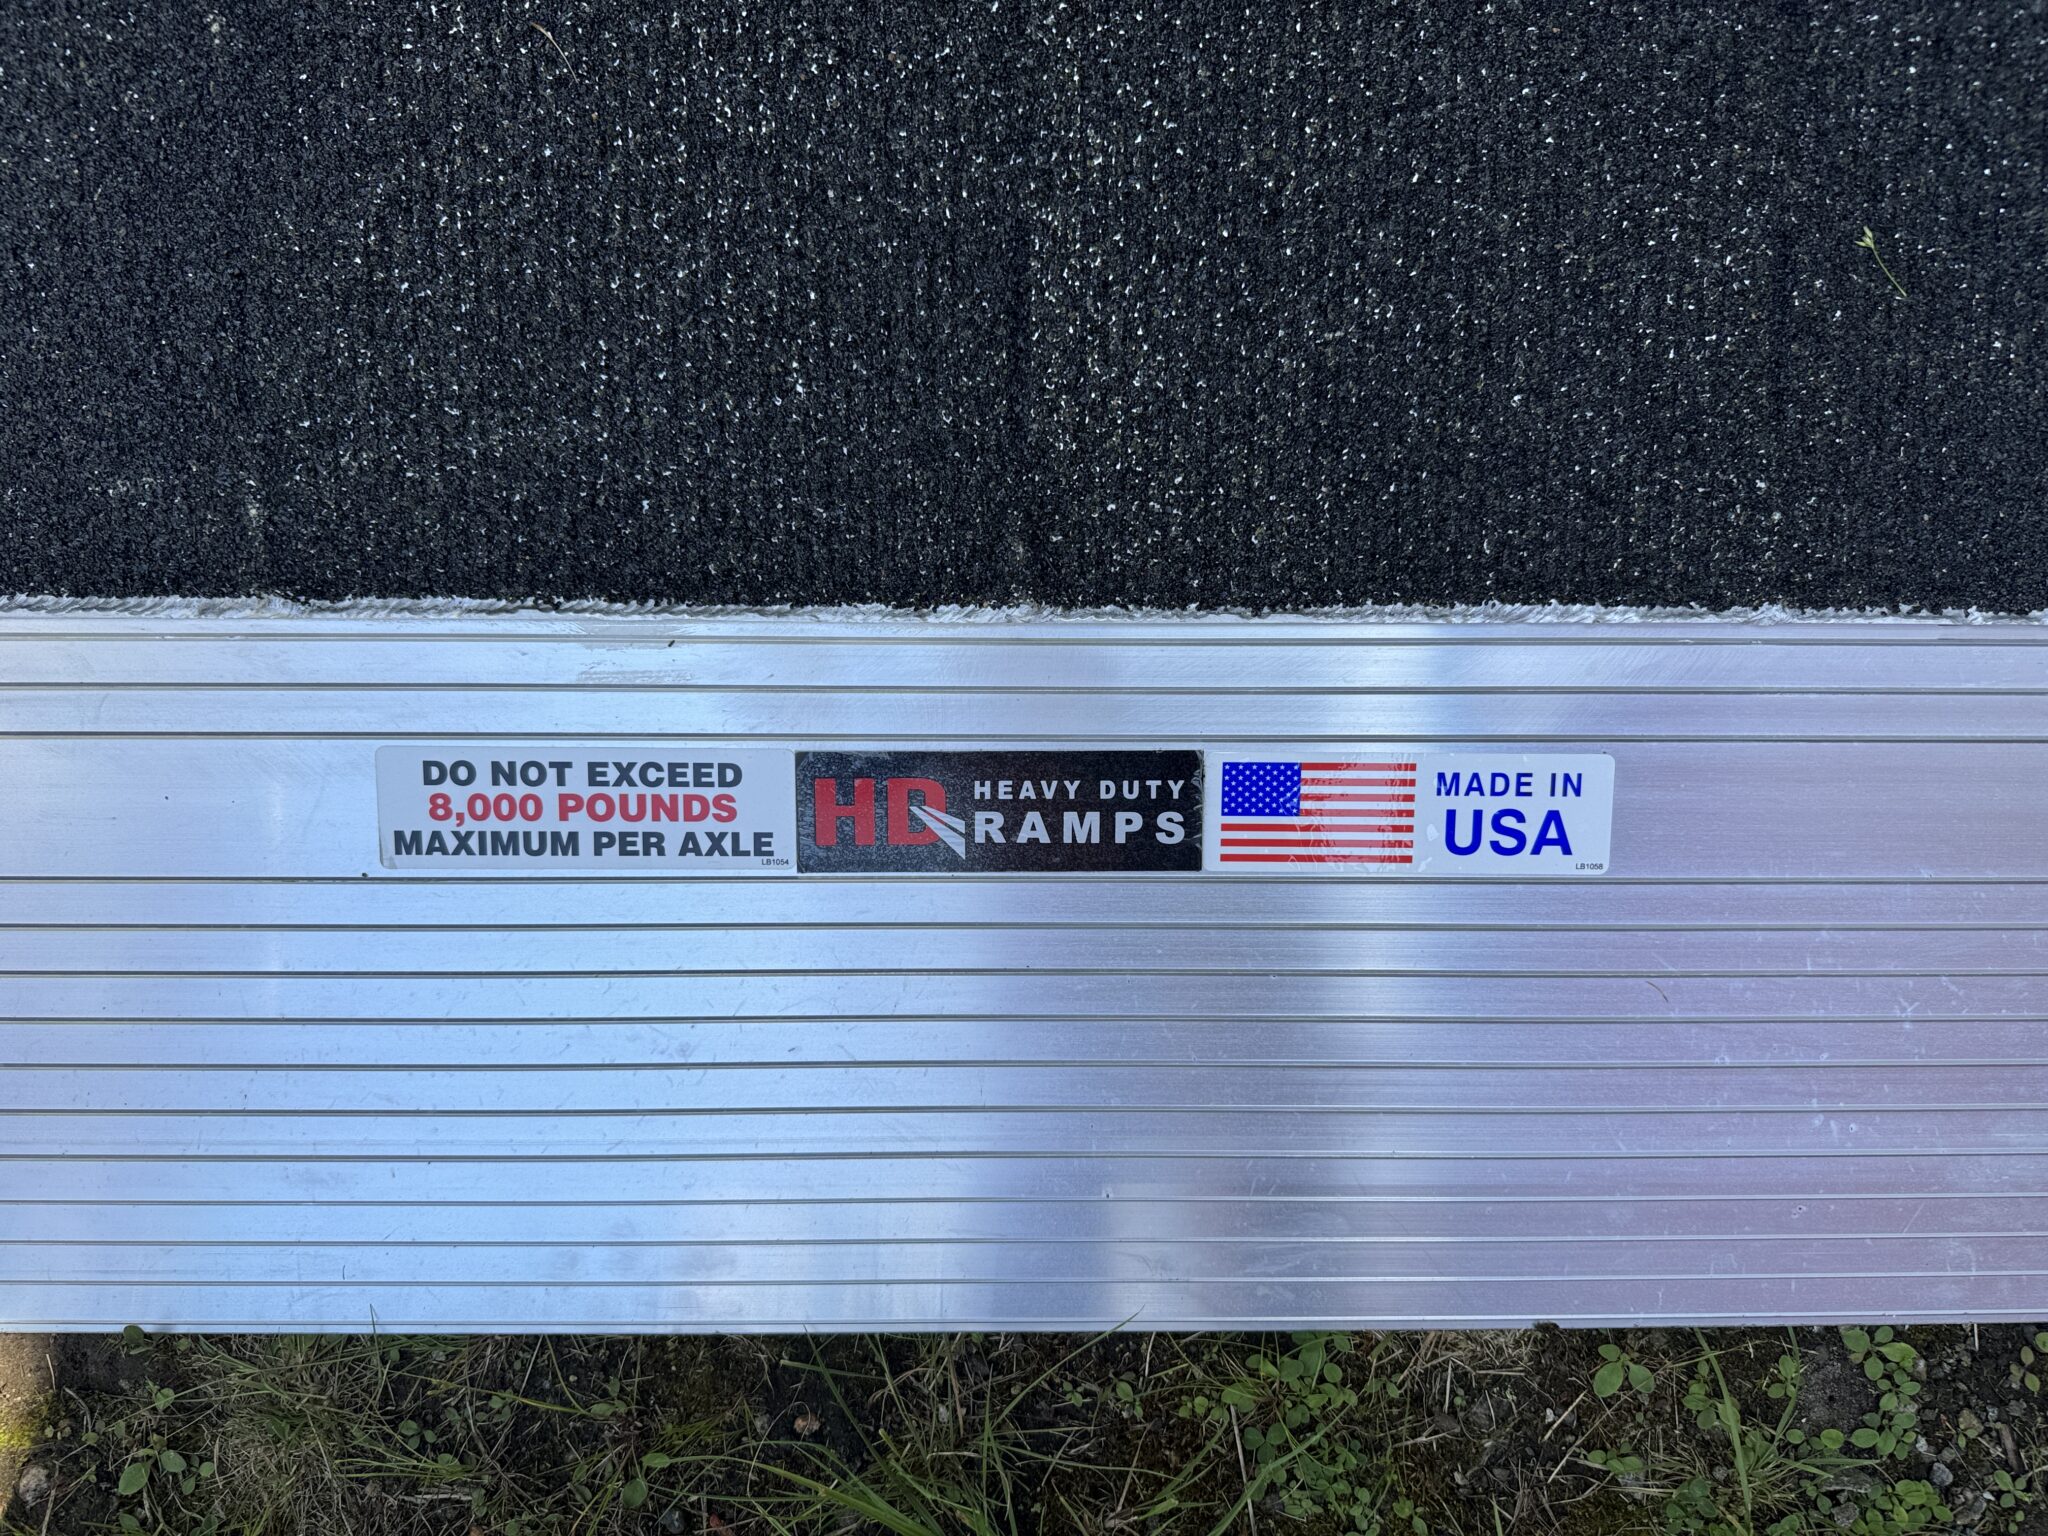 DO NOT EXCEED
8,000 POUNDS
MAXIMUM PER AXLE
LB1054
HD HEAVY DUTY
RAMPS
MADE IN
USA
LB1058